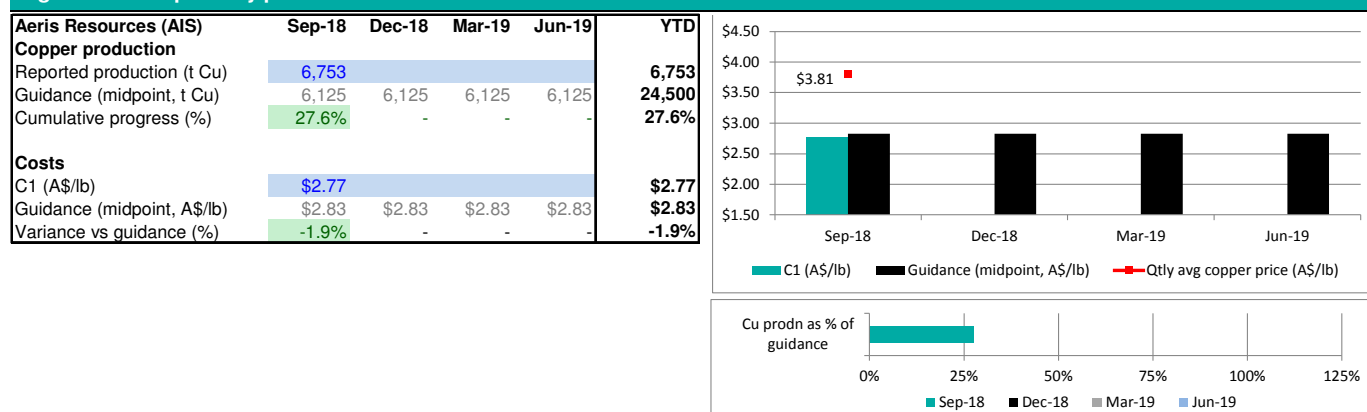 Aeris Resources (AIS) Sep-18 Dec-18 Mar-19 Jun-19 YTD
Copper production
Reported production (t Cu) 6,753 6,753
Guidance (midpoint, t Cu) 6,125 6,125 6,125 6,125 24,500
Cumulative progress (%) 27.6% - - - 27.6%
Costs
C1 (A$/lb) $2.77 $2.77
Guidance (midpoint, A$/lb) $2.83 $2.83 $2.83 $2.83 $2.83
Variance vs guidance (%) -1.9% - - - -1.9%
$4.50
$4.00
$3.50
$3.00
$2.50
$2.00
$1.50
$3.81
Sep-18 Dec-18 Mar-19 Jun-19
C1 (A$/lb) Guidance (midpoint, A$/lb) Qtly avg copper price (A$/lb)
Cu prodn as % of
guidance
0% 25% 50% 75% 100% 125%
Sep-18 Dec-18 Mar-19 Jun-19